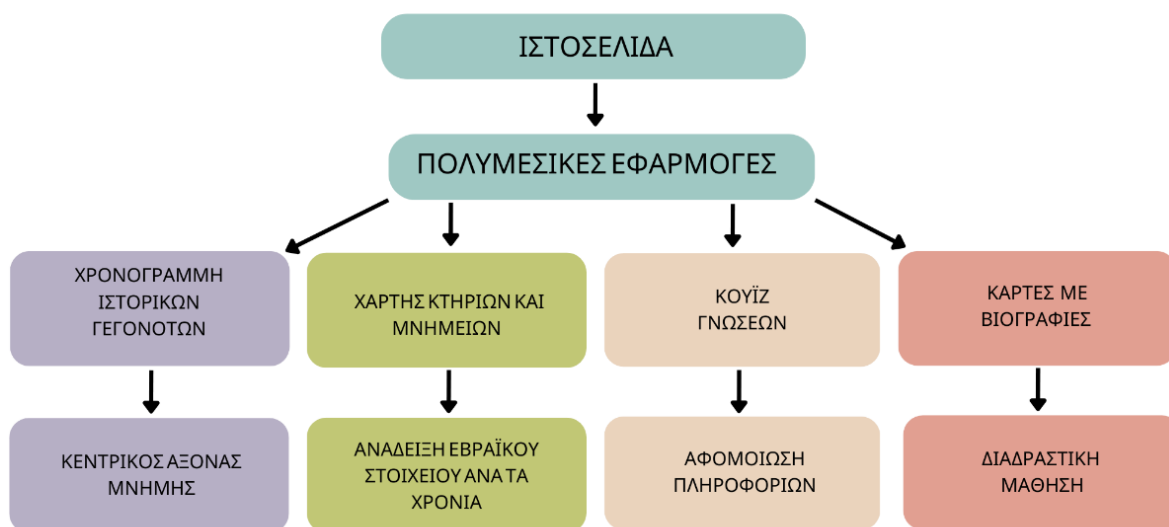 ΙΣΤΟΣΕΛΙΔΑ
ΠΟΛΥΜΕΣΙΚΕΣ ΕΦΑΡΜΟΓΕΣ
ΧΡΟΝΟΓΡΑΜΜΗ
ΙΣΤΟΡΙΚΩΝ
ΓΕΓΟΝΟΤΩΝ
ΧΑΡΤΗΣ ΚΤΗΡΙΩΝ ΚΑΙ
ΜΝΗΜΕΙΩΝ
ΚΟΥΪΖ
ΓΝΩΣΕΩΝ
ΚΑΡΤΕΣ ΜΕ
ΒΙΟΓΡΑΦΙΕΣ
ΚΕΝΤΡΙΚΟΣ ΑΞΟΝΑΣ
ΜΝΗΜΗΣ
ΑΝΑΔΕΙΞΗ ΕΒΡΑΪΚΟΥ
ΣΤΟΙΧΕΙΟΥ ΑΝΑ ΤΑ
ΧΡΟΝΙΑ
ΑΦΟΜΟΙΩΣΗ
ΠΛΗΡΟΦΟΡΙΩΝ
ΔΙΑΔΡΑΣΤΙΚΗ
ΜΑΘΗΣΗ